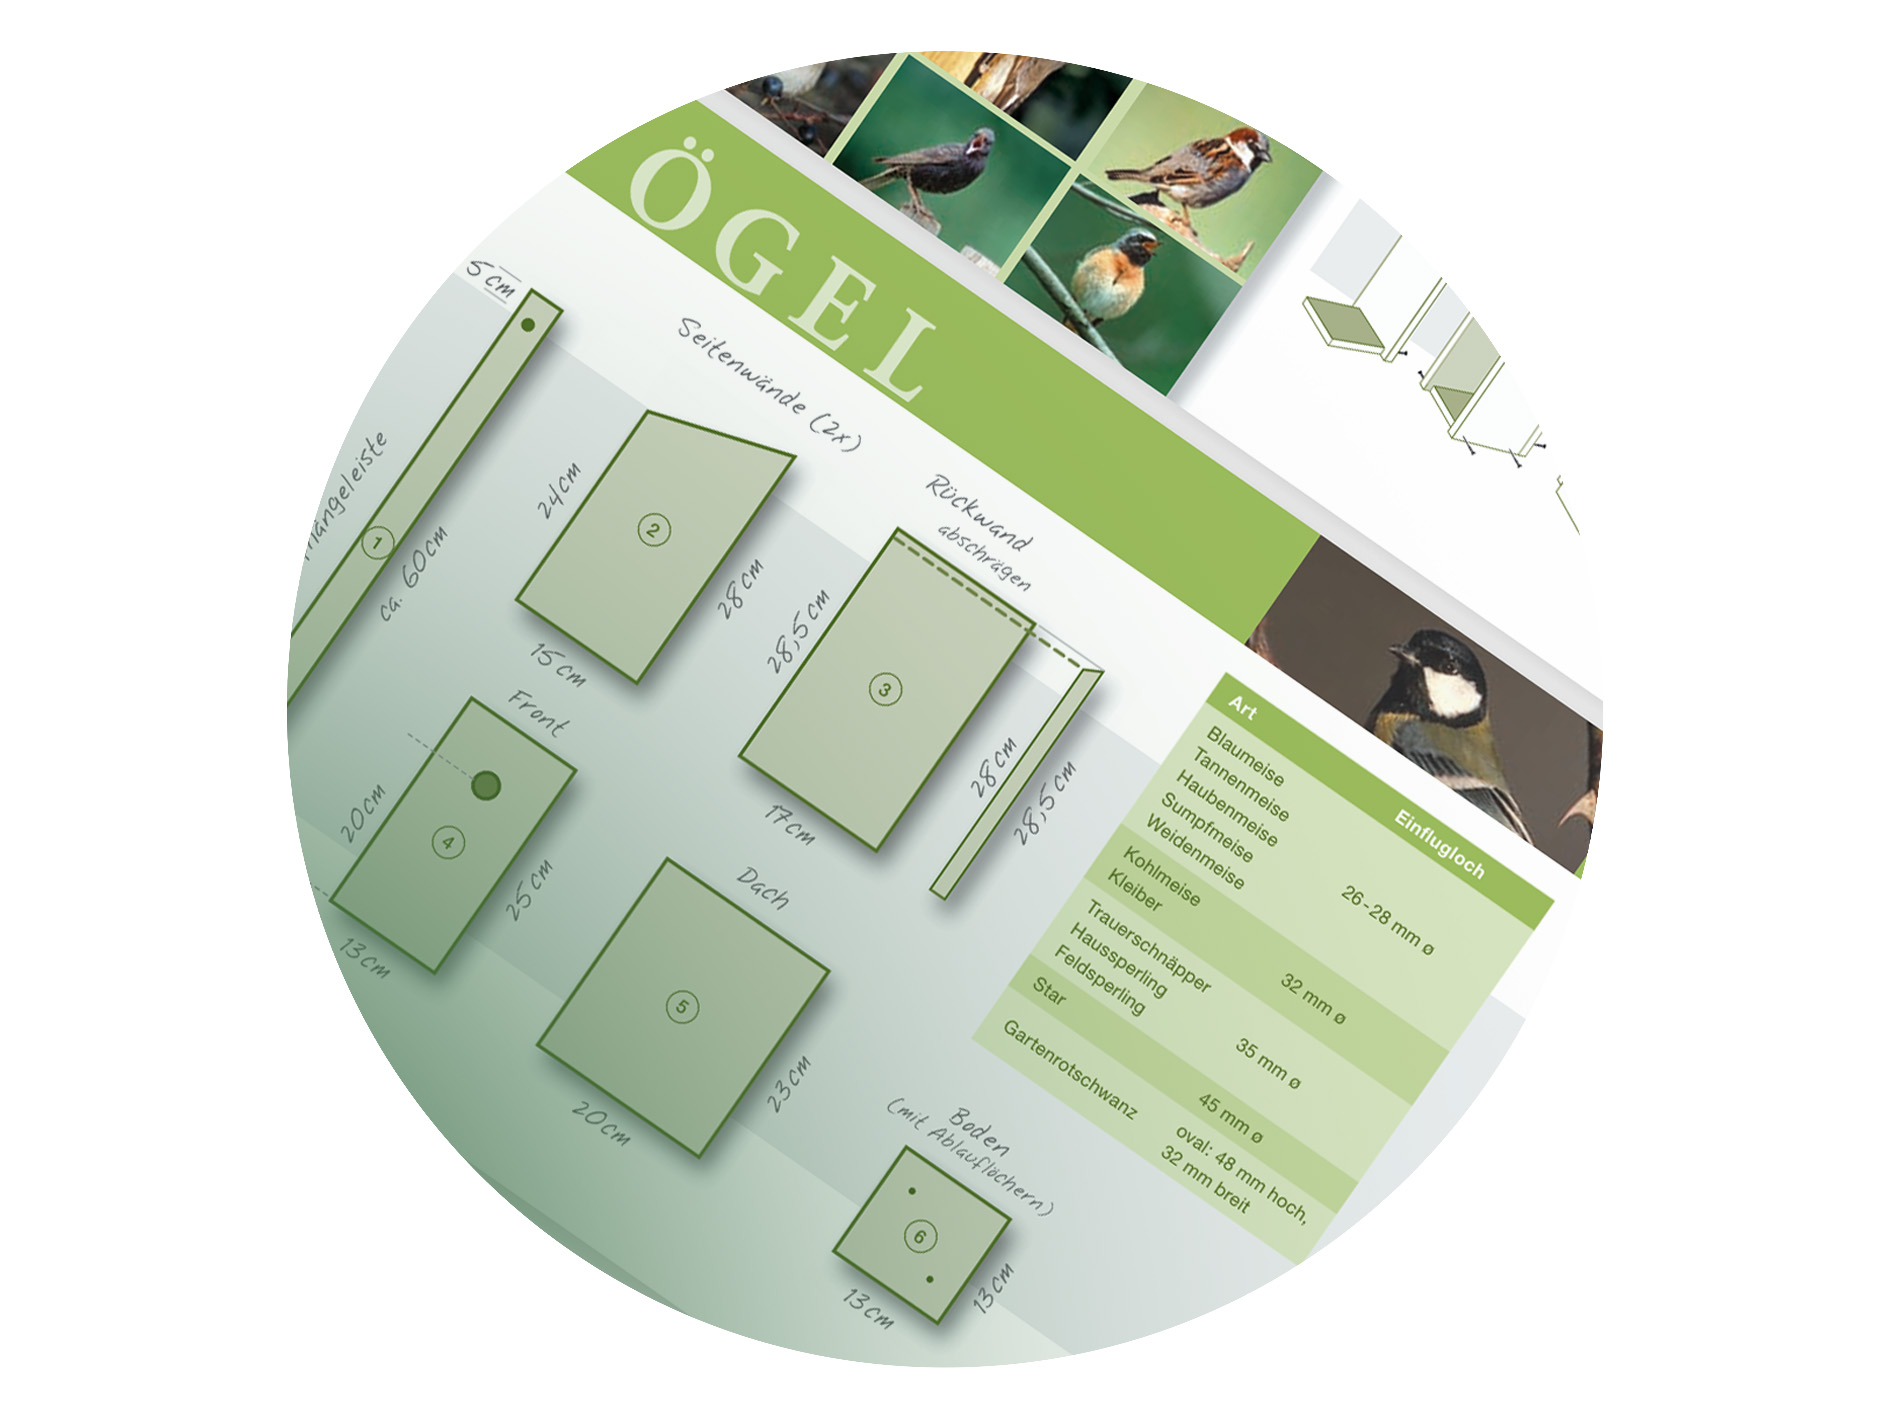 ÖGEL
5 cm
ca. 60cm
1
Seitenwände (2x)
24cm
2
28cm
15cm
Rückwand
abschrägen
28,5cm
3
17cm
28cm
28,5cm
Front
20cm
4
25cm
13cm
Dach
5
23cm
20cm
Boden
(mit Ablauflöchern)
6
13cm
13cm
Art Einflugloch
Blaumeise
Tannenmeise
Haubenmeise
Sumpfmeise
Weidenmeise
26-28 mm ø
Kohlmeise
Kleiber
32 mm ø
Trauerschnäpper
Haussperling
Feldsperling
35 mm ø
Star
45 mm ø
Gartenrotschwanz
oval: 48 mm hoch,
32 mm breit